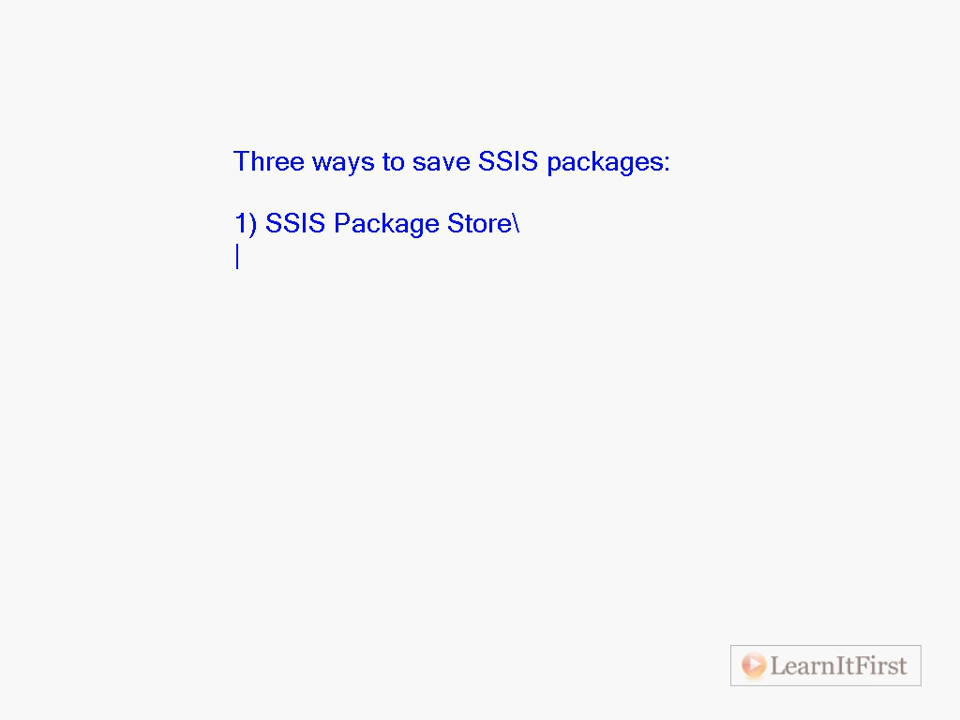 Three ways to save SSIS packages:
1) SSIS Package Store\
LearnItFirst